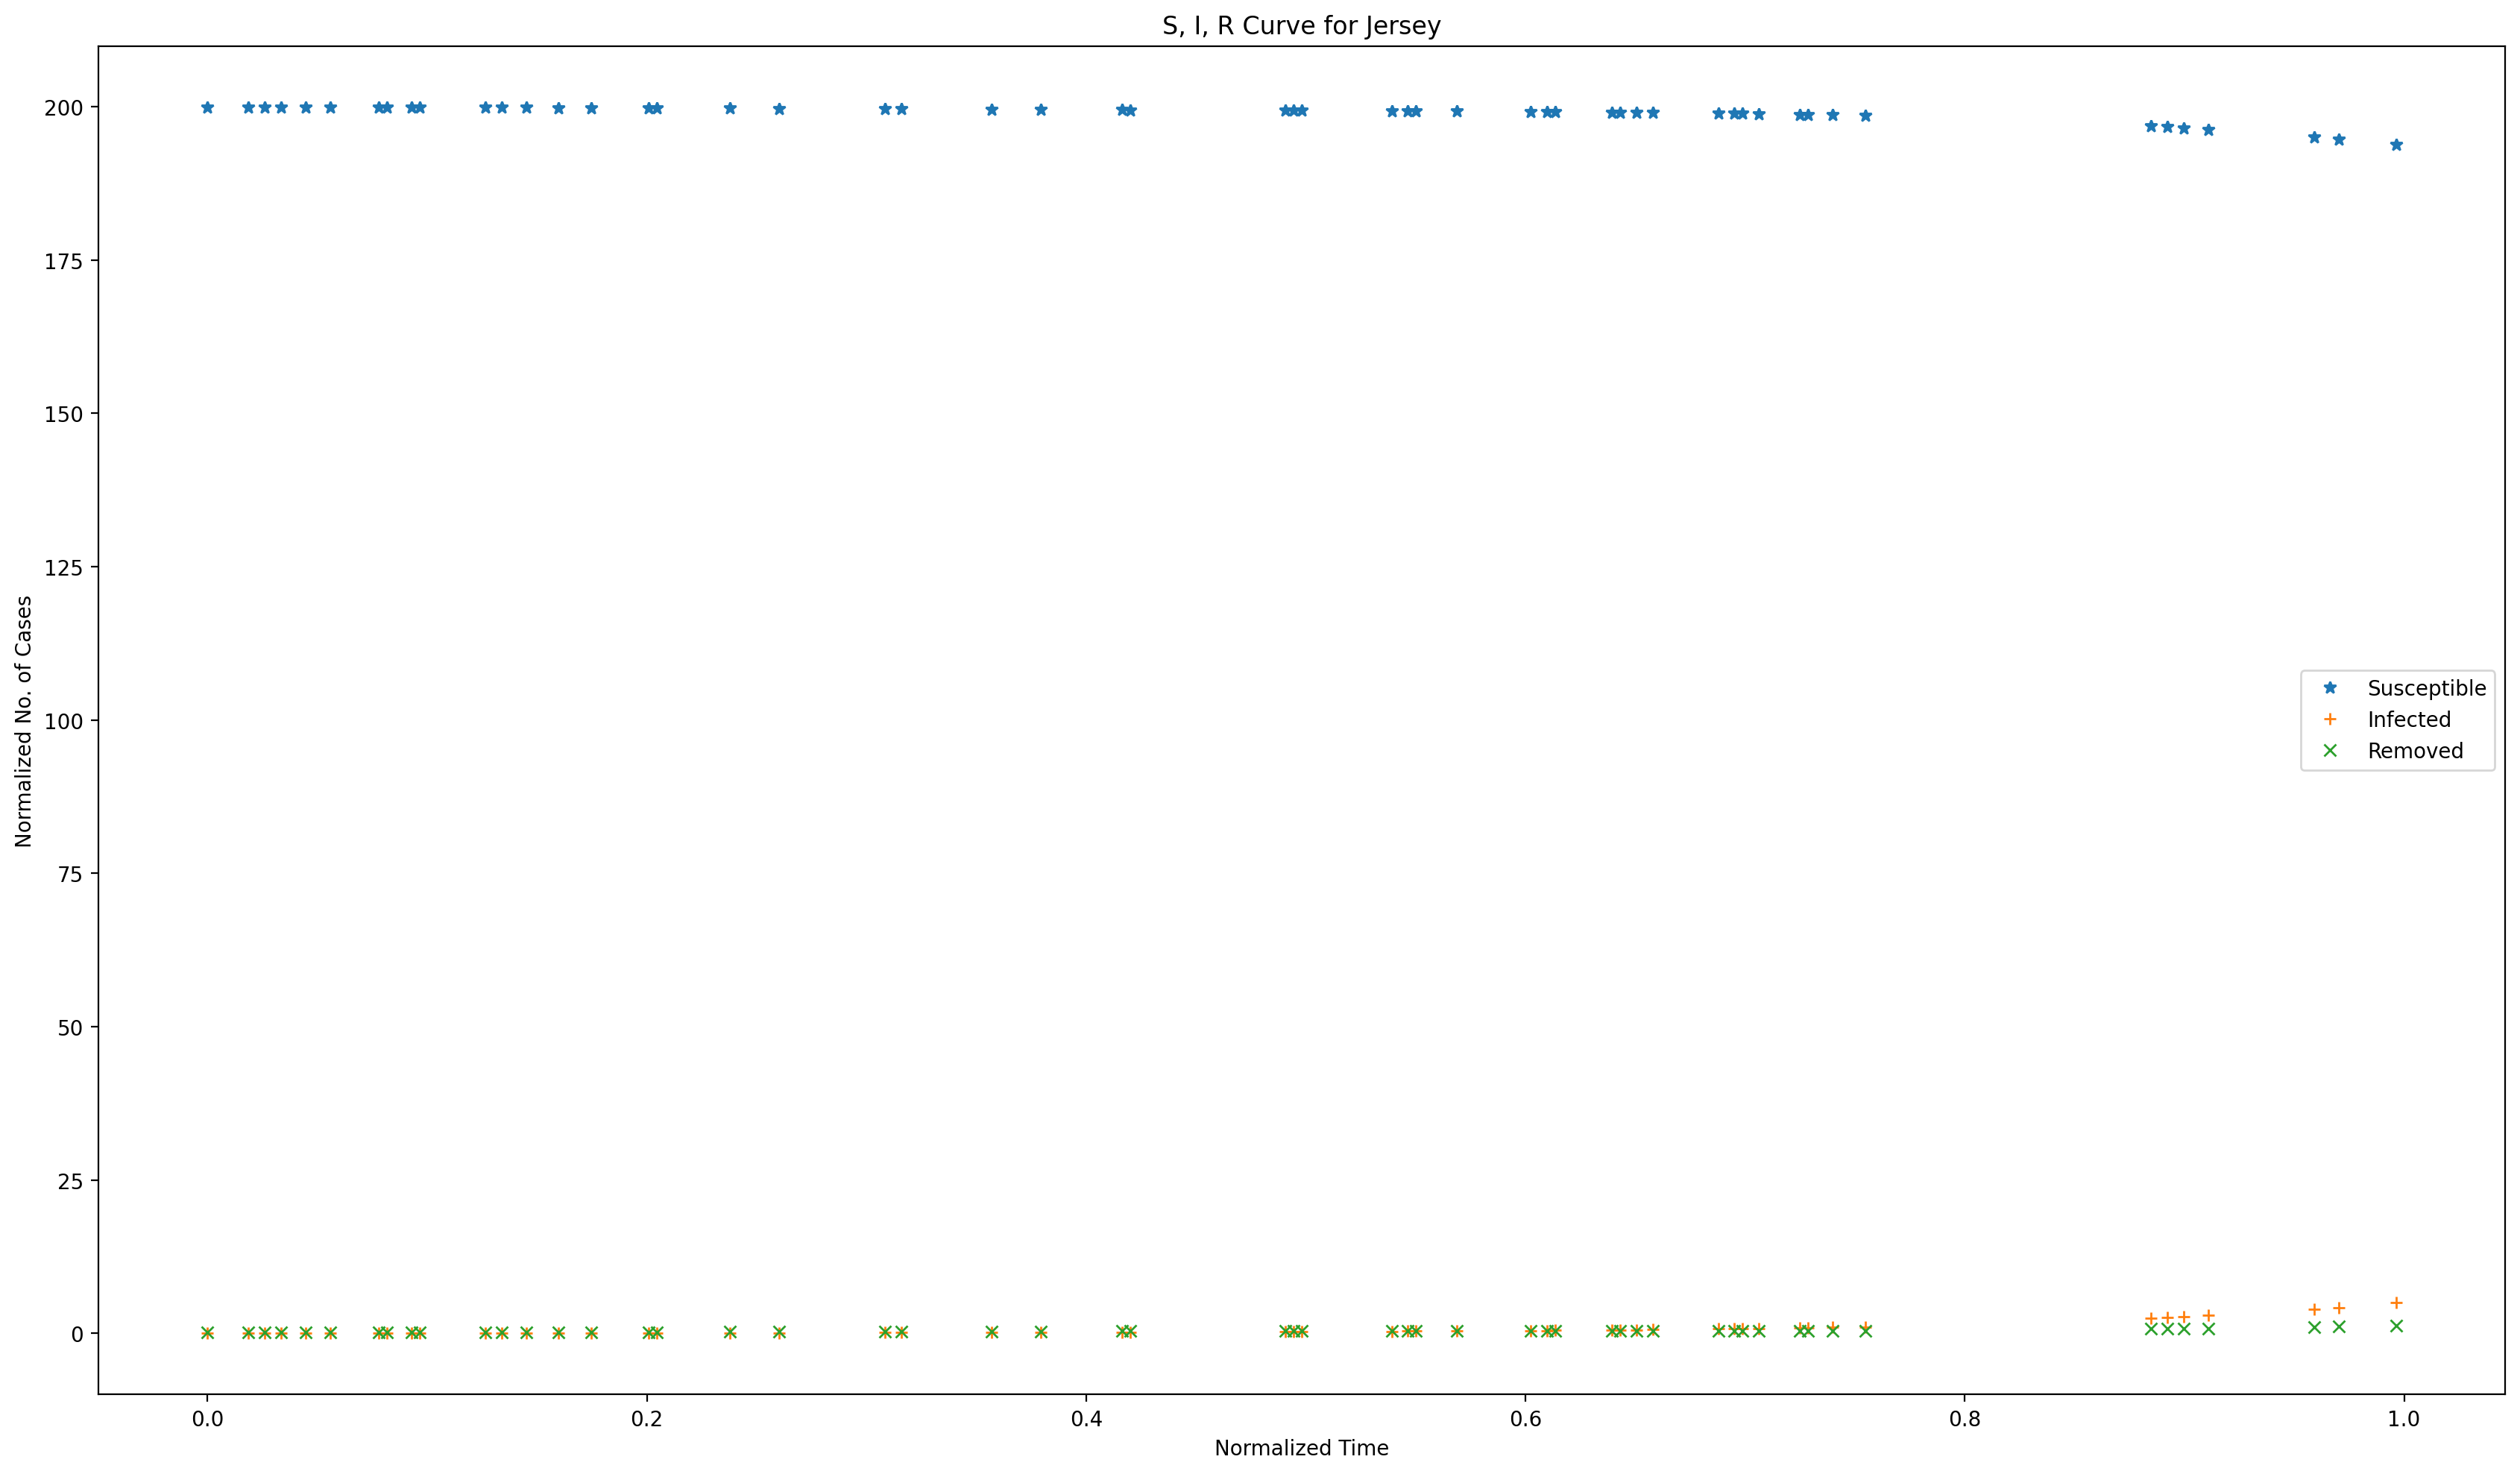 S, I, R Curve for Jersey
Normalized No. of Cases
200
175
150
125
100
75
50
25
0
Susceptible
Infected
Removed
0.0 0.2 0.4 0.6 0.8 1.0
Normalized Time